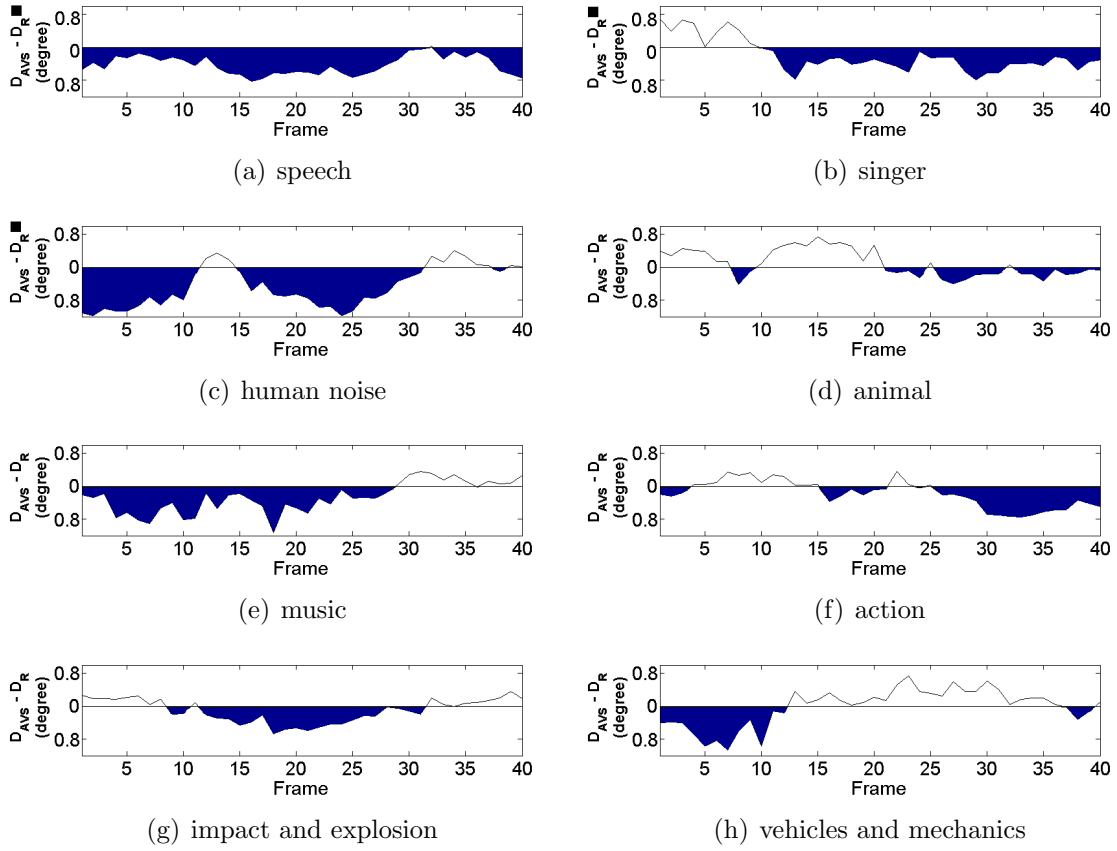 D_AVS - D_R
(degree)
0.8
0
0.8
5 10 15 20 25 30 35 40
Frame
(a) speech
D_AVS - D_R
(degree)
0.8
0
0.8
5 10 15 20 25 30 35 40
Frame
(b) singer
D_AVS - D_R
(degree)
0.8
0
0.8
5 10 15 20 25 30 35 40
Frame
(c) human noise
D_AVS - D_R
(degree)
0.8
0
0.8
5 10 15 20 25 30 35 40
Frame
(d) animal
D_AVS - D_R
(degree)
0.8
0
0.8
5 10 15 20 25 30 35 40
Frame
(e) music
D_AVS - D_R
(degree)
0.8
0
0.8
5 10 15 20 25 30 35 40
Frame
(f) action
D_AVS - D_R
(degree)
0.8
0
0.8
5 10 15 20 25 30 35 40
Frame
(g) impact and explosion
D_AVS - D_R
(degree)
0.8
0
0.8
5 10 15 20 25 30 35 40
Frame
(h) vehicles and mechanics